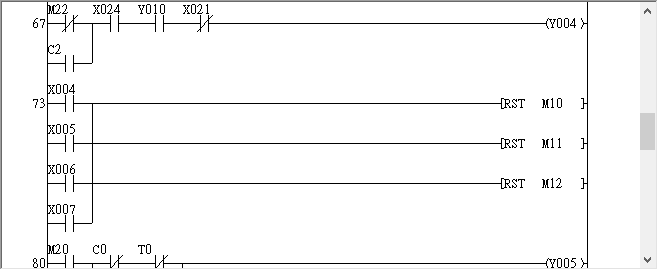 M22 X024 Y010 X021
67 (Y004)
C2
X004
73 [RST M10 ]
X005
[RST M11 ]
X006
[RST M12 ]
X007
M20 C0 T0
80 (Y005)